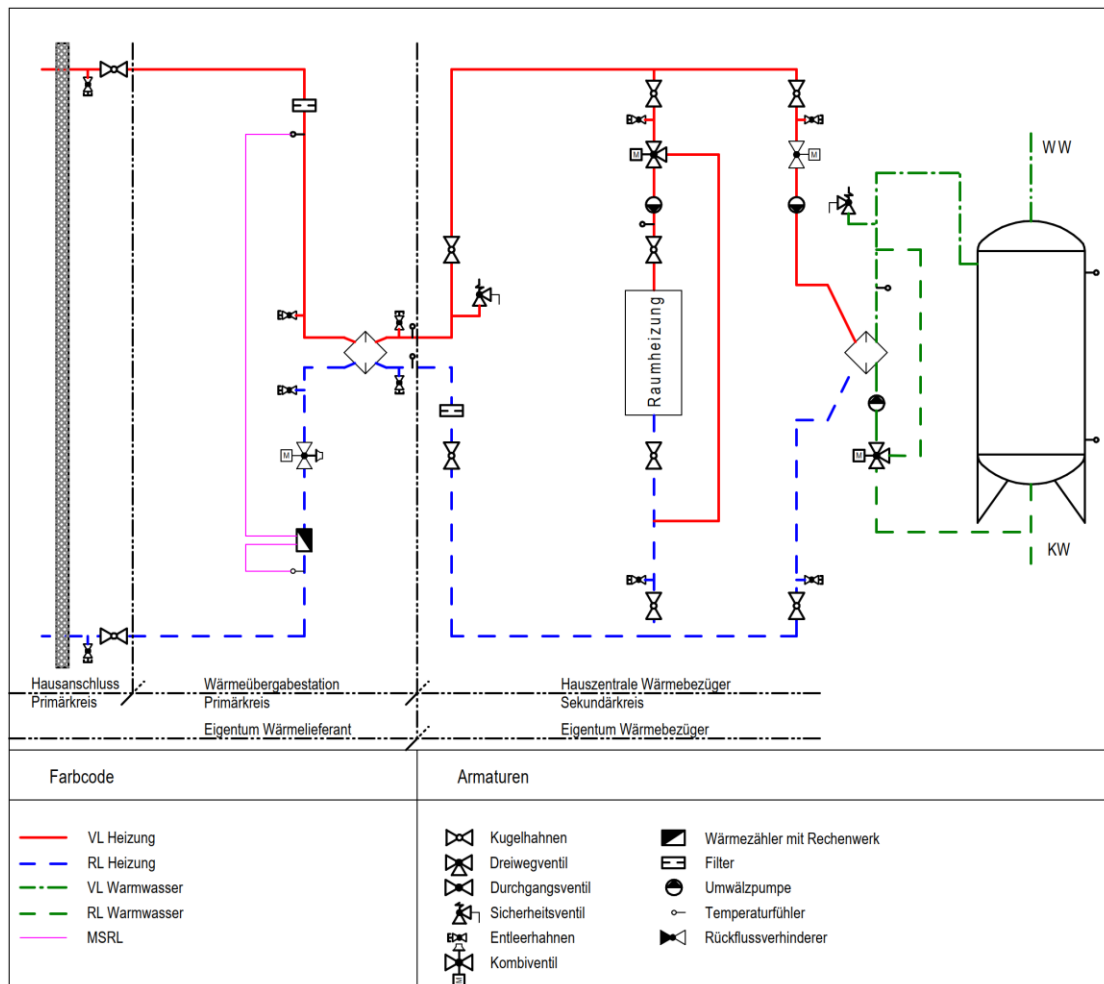 WW
M
M
Raumheizung
M
M
KW
Hausanschluss
Primärkreis
Wärmeübergabestation
Primärkreis
Hauszentrale Wärmebezüger
Sekundärkreis
Eigentum Wärmelieferant
Eigentum Wärmebezüger
Farbcode
Armaturen
VL Heizung
RL Heizung
VL Warmwasser
RL Warmwasser
MSRL
Kugelhahnen
Dreiwegventil
Durchgangsventil
Sicherheitsventil
Entleerhahnen
Kombiventil
M
Wärmezähler mit Rechenwerk
Filter
Umwälzpumpe
Temperaturfühler
Rückflussverhinderer